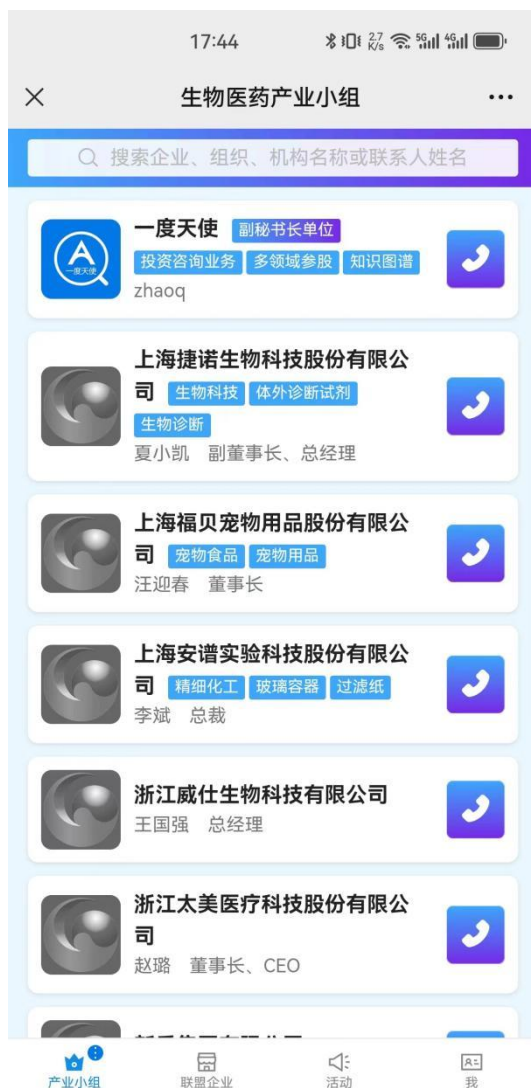 17:44
2.7
K/s
5G
4G
生物医药产业小组
搜索企业、组织、机构名称或联系人姓名
A
一度天使
一度天使 副秘书长单位
投资咨询业务 多领域参股 知识图谱
zhaoq
上海捷诺生物科技股份有限公
司 生物科技 体外诊断试剂
生物诊断
夏小凯 副董事长、总经理
上海福贝宠物用品股份有限公
司 宠物食品 宠物用品
汪迎春 董事长
上海安谱实验科技股份有限公
司 精细化工 玻璃容器 过滤纸
李斌 总裁
浙江威仕生物科技有限公司
王国强 总经理
浙江太美医疗科技股份有限公
司
赵璐 董事长、CEO
产业小组 联盟企业 活动 我